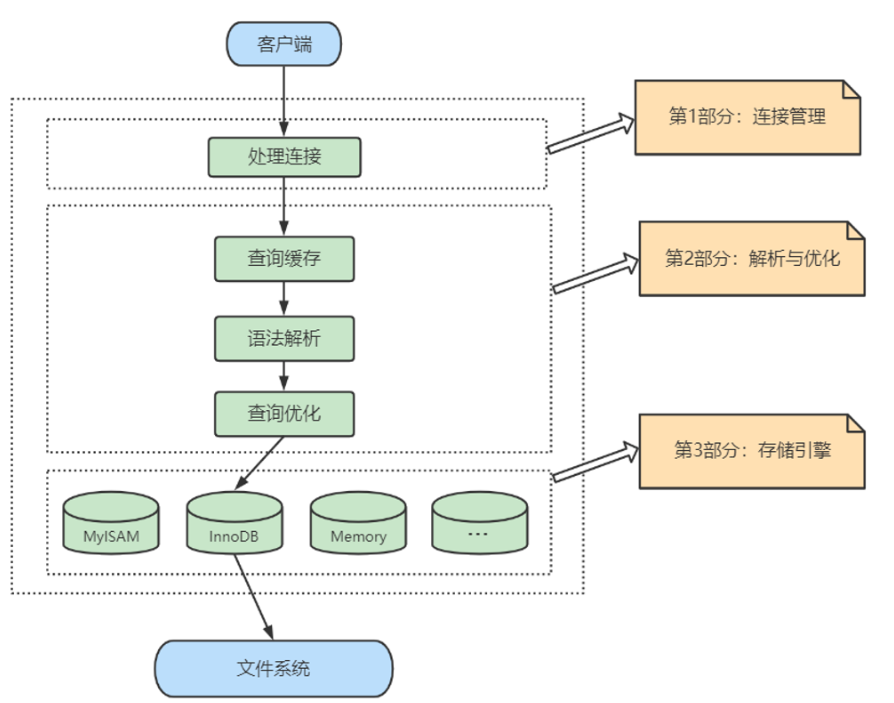 客户端
处理连接
第1部分：连接管理
查询缓存
第2部分：解析与优化
语法解析
查询优化
第3部分：存储引擎
MyISAM
InnoDB
Memory
...
文件系统